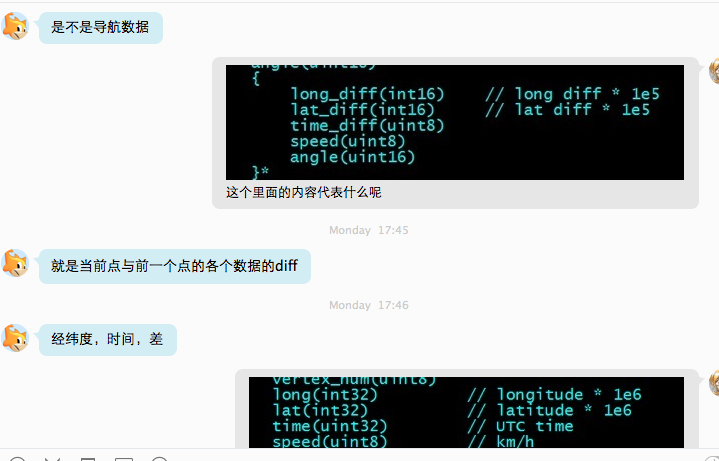 是不是导航数据
angle(uint16)
{
long_diff(int16) // long diff * 1e5
lat_diff(int16) // lat diff * 1e5
time_diff(uint8)
speed(uint8)
angle(uint16)
}*
这个里面的内容代表什么呢
Monday 17:45
就是当前点与前一个点的各个数据的diff
Monday 17:46
经纬度，时间，差
vertex_num(uint8)
long(int32) // longitude * 1e6
lat(int32) // latitude * 1e6
time(uint32) // UTC time
speed(uint8) // km/h